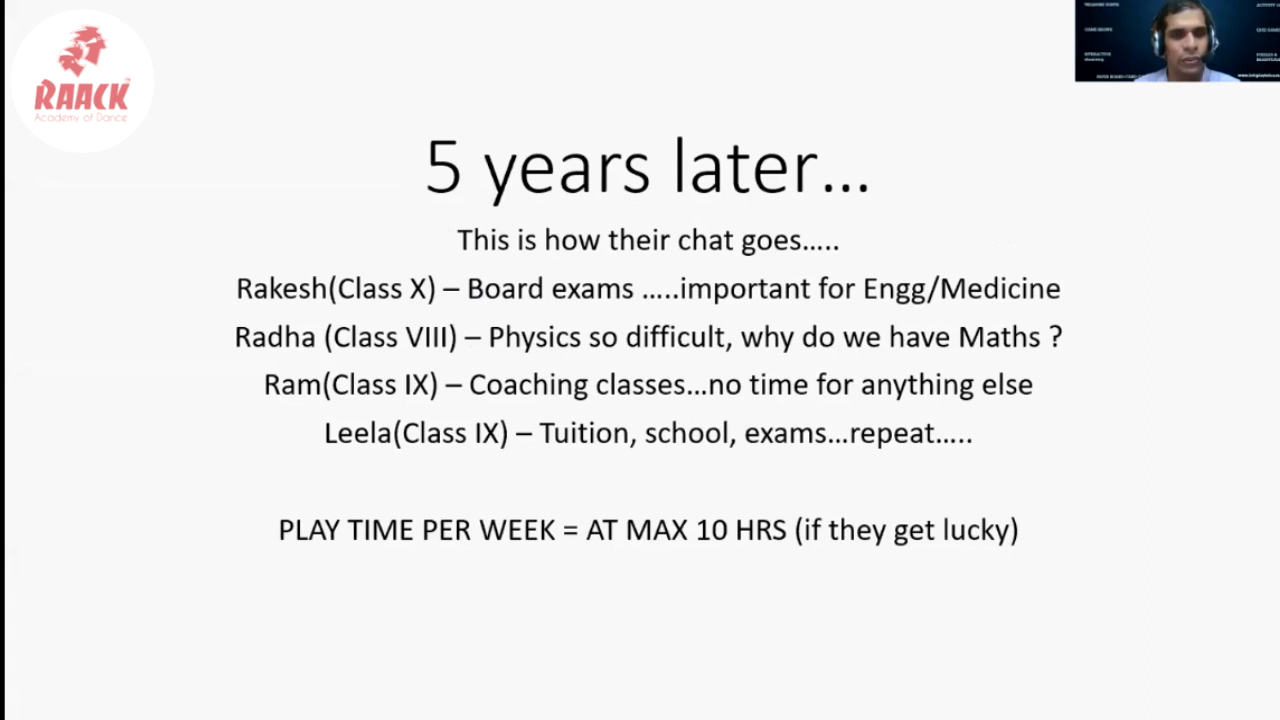 RAACK
Academy of Dance
5 years later...
This is how their chat goes.....
Rakesh(Class X) – Board exams .....important for Engg/Medicine
Radha (Class VIII) – Physics so difficult, why do we have Maths ?
Ram(Class IX) – Coaching classes...no time for anything else
Leela(Class IX) – Tuition, school, exams...repeat.....
PLAY TIME PER WEEK = AT MAX 10 HRS (if they get lucky)